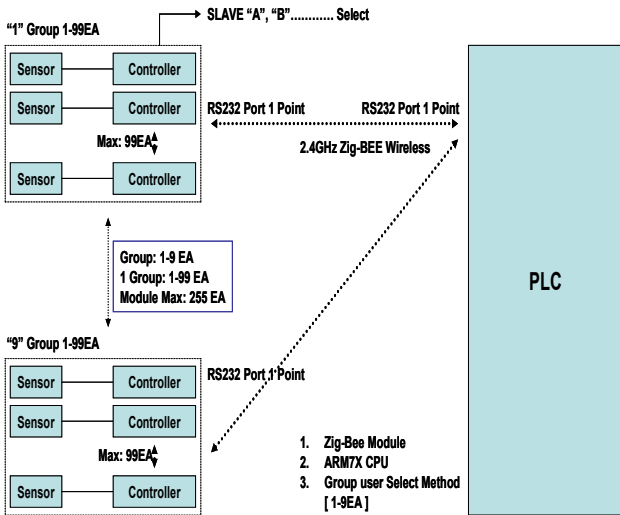 SLAVE “A”, “B”............ Select
“1” Group 1-99EA
Sensor Controller
Sensor Controller
Max: 99EA
Sensor Controller
RS232 Port 1 Point RS232 Port 1 Point
2.4GHz Zig-BEE Wireless
Group: 1-9 EA
1 Group: 1-99 EA
Module Max: 255 EA
PLC
“9” Group 1-99EA
Sensor Controller
Sensor Controller
Max: 99EA
Sensor Controller
RS232 Port 1 Point
1. Zig-Bee Module
2. ARM7X CPU
3. Group user Select Method
[ 1-9EA ]